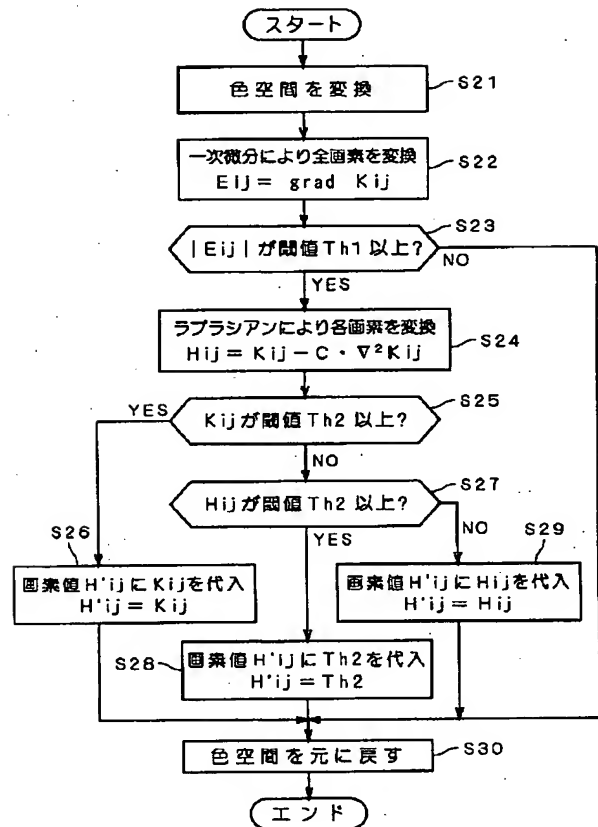 スタート
色空間を変換
S21
一次微分により全画素を変換
Eij= grad Kij
S22
|Eij|が閾値Th1以上?
S23
NO
YES
ラプラシアンにより各画素を変換
Hij=Kij-C・∇²Kij
S24
Kijが閾値Th2以上?
S25
YES
NO
Hijが閾値Th2以上?
S27
YES
NO
S26
画素値H'ijにKijを代入
H'ij=Kij
S29
画素値H'ijにHijを代入
H'ij=Hij
S28
画素値H'ijにTh2を代入
H'ij=Th2
色空間を元に戻す
S30
エンド